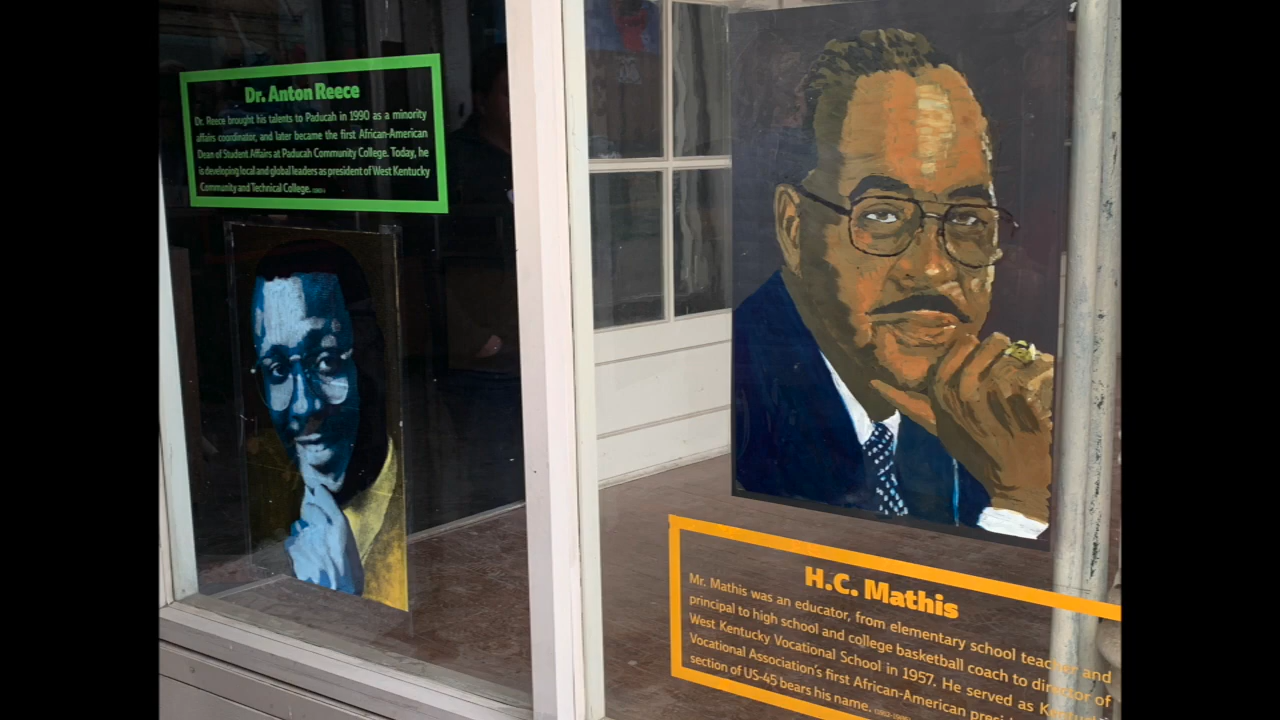 Dr. Anton Reece
Dr. Reece brought his talents to Paducah in 1990 as a minority
affairs coordinator, and later became the first African-American
Dean of Student Affairs at Paducah Community College. Today, he
is developing local and global leaders as president of West Kentucky
Community and Technical College.
H.C. Mathis
Mr. Mathis was an educator, from elementary school teacher and
principal to high school and college basketball coach to director of
West Kentucky Vocational School in 1957. He served as
Vocational Association's first African-American
section of US-45 bears his name.